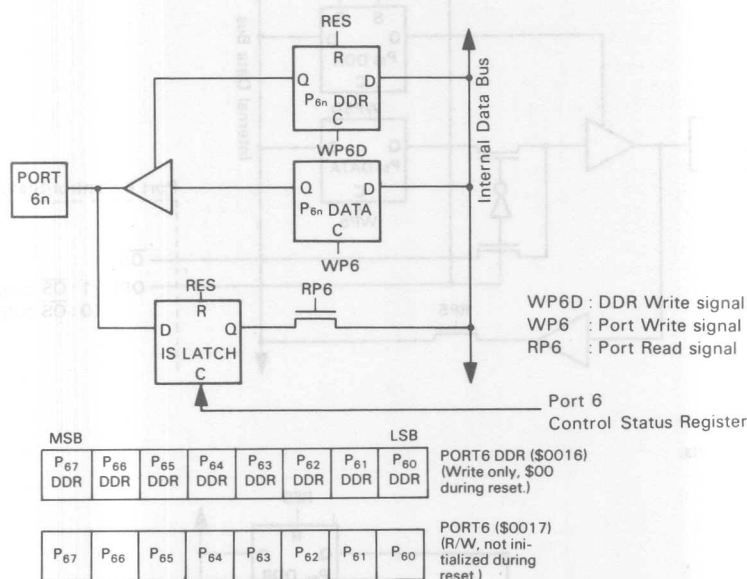 RES
R
Q D
P6n DDR
C
WP6D
Internal Data Bus
PORT
6n
Q D
P6n DATA
C
WP6
RES
R
D Q
IS LATCH
C
RP6
WP6D : DDR Write signal
WP6 : Port Write signal
RP6 : Port Read signal
Port 6
Control Status Register
MSB LSB
P67 DDR P66 DDR P65 DDR P64 DDR P63 DDR P62 DDR P61 DDR P60 DDR
PORT6 DDR ($0016)
(Write only, $00
during reset.)
P67 P66 P65 P64 P63 P62 P61 P60
PORT6 ($0017)
(R/W, not ini-
tialized during
reset.)